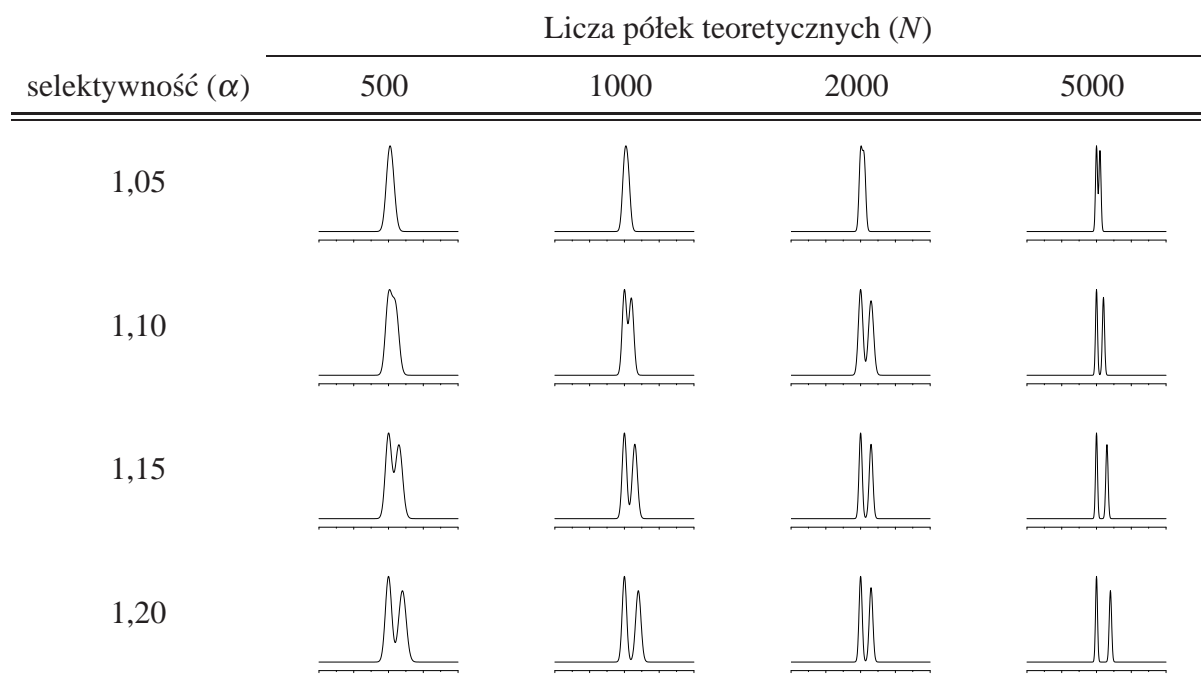 Licza półek teoretycznych (N)
selektywność (α) 500 1000 2000 5000
1,05
1,10
1,15
1,20